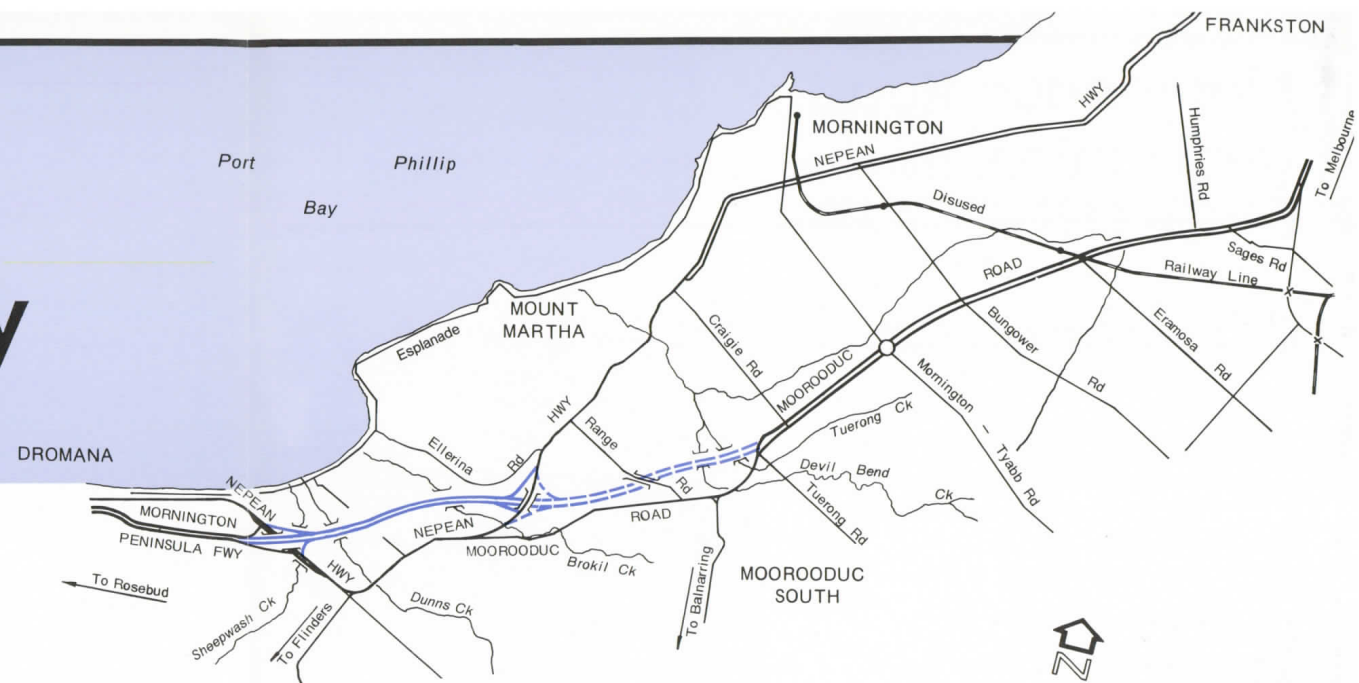 FRANKSTON
To Melbourne
HWY
Humphries Rd
MORNINGTON
NEPEAN
Port Phillip
Bay
Disused
Sages Rd
ROAD
Railway Line
MOUNT
MARTHA
Esplanade
Craigie Rd
Bungower
Rd
Eramosa Rd
MOOROODUC
Mornington – Tyabb Rd
Tuerong Ck
HWY
Range
Rd
DROMANA
Ellerina
Rd
Devil Bend
Ck
Tuerong Rd
NEPEAN
MORNINGTON
PENINSULA FWY
NEPEAN
ROAD
MOOROODUC
Brokil Ck
HWY
To Rosebud
Dunns Ck
Sheepwash Ck
To Flinders
To Balnarring
MOOROODUC
SOUTH
N